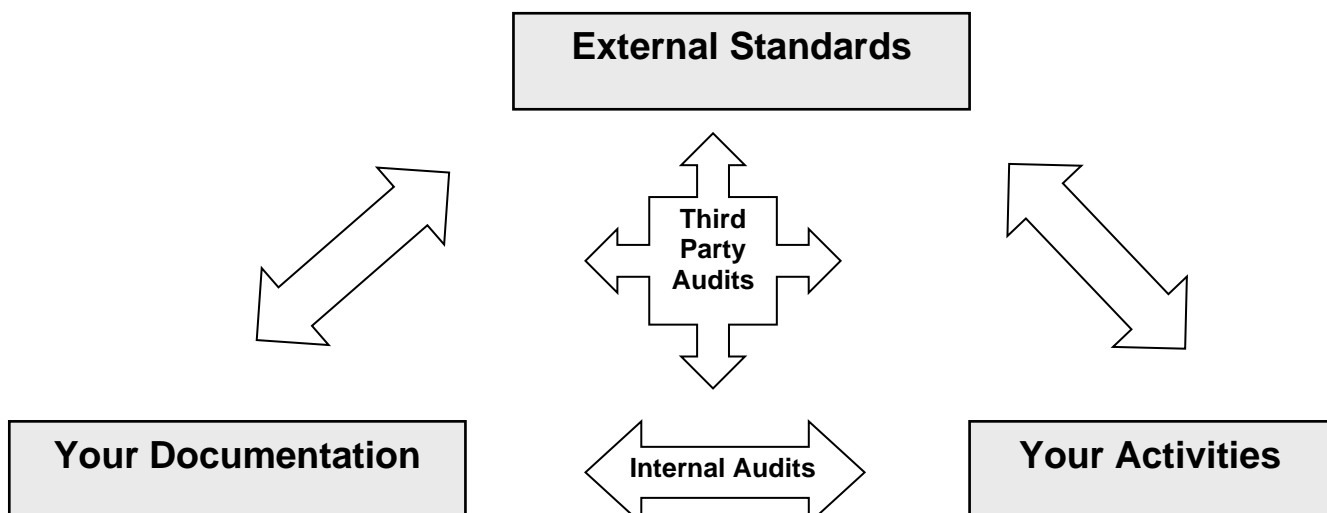 External Standards
Third
Party
Audits
Your Documentation
Internal Audits
Your Activities